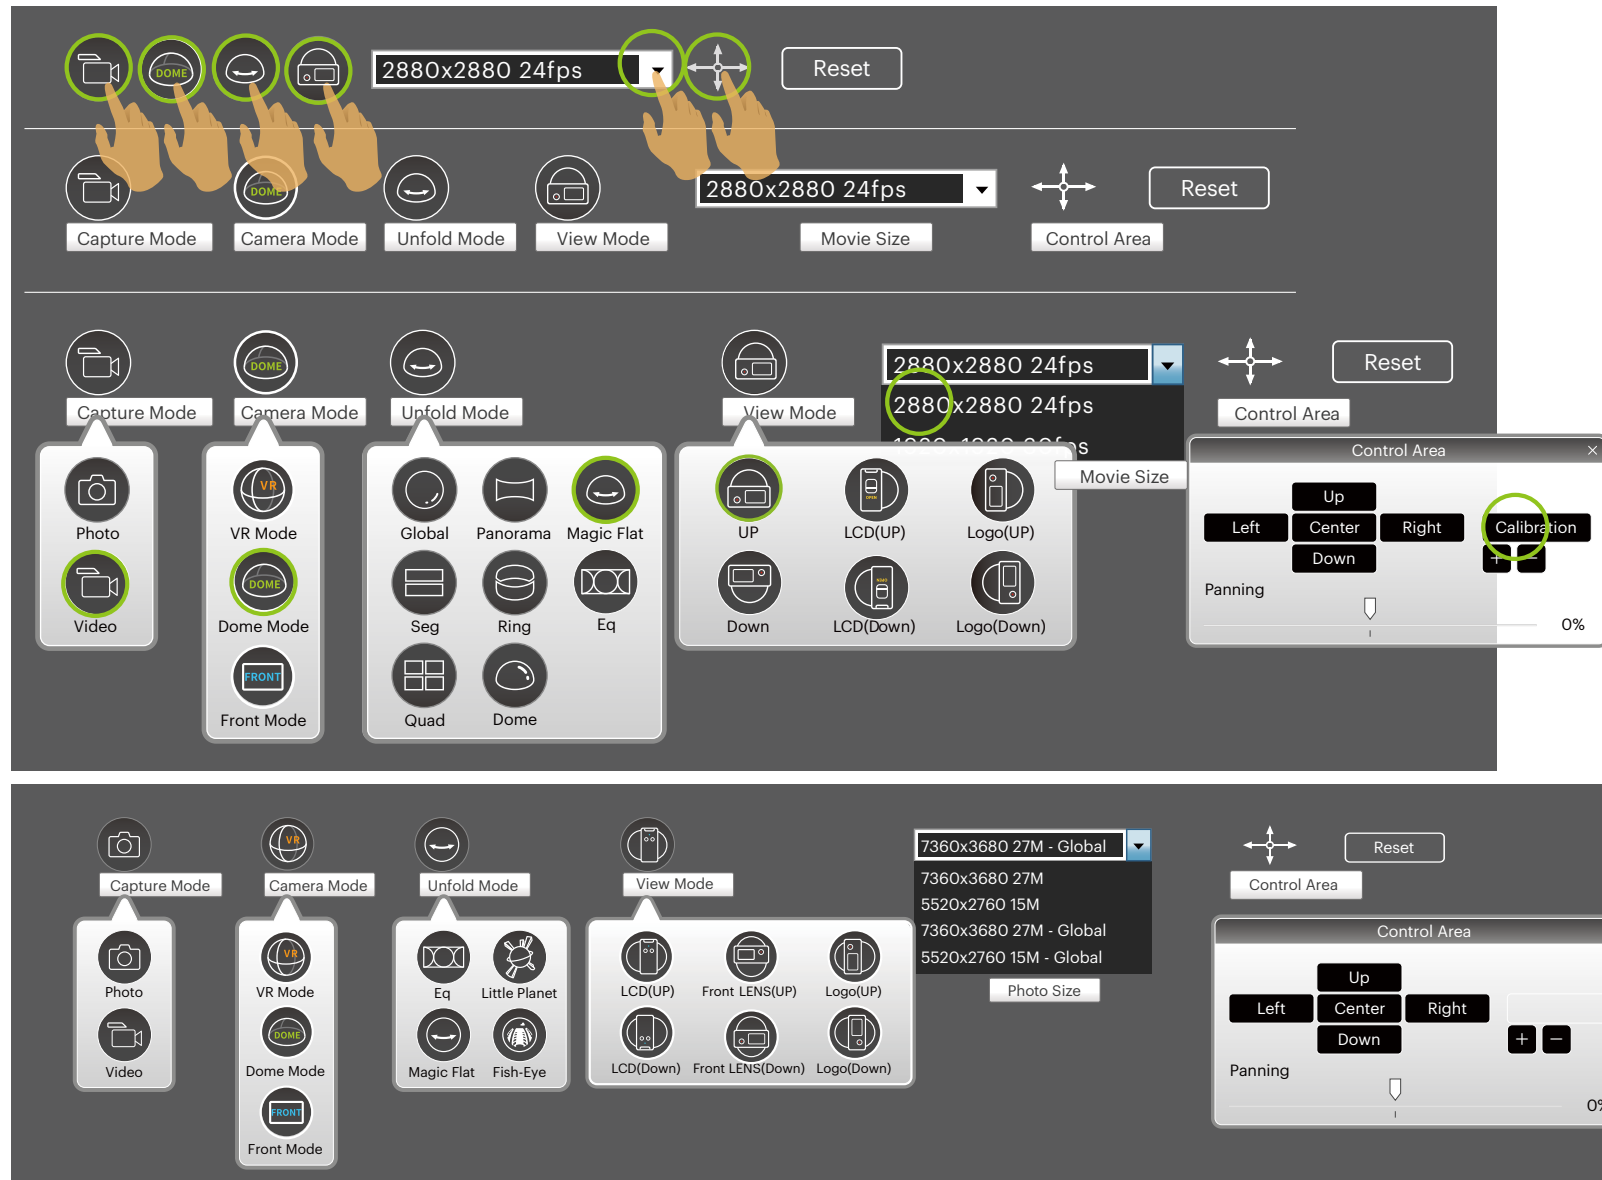 DOME
2880x2880 24fps
Reset
DOME
2880x2880 24fps
Reset
Capture Mode
Camera Mode
Unfold Mode
View Mode
Movie Size
Control Area
DOME
2880x2880 24fps
Reset
2880x2880 24fps
Capture Mode
Camera Mode
Unfold Mode
View Mode
Control Area
Movie Size
VR
Photo
DOME
Video
VR Mode
Dome Mode
FRONT
Front Mode
Global
Panorama
Magic Flat
Seg
Ring
Eq
Quad
Dome
UP
OPEN
LCD(UP)
Logo(UP)
Down
LCD(Down)
Logo(Down)
Control Area
Up
Left
Center
Right
Calibration
Down
+
−
Panning
0%
VR
7360x3680 27M - Global
Reset
7360x3680 27M
5520x2760 15M
7360x3680 27M - Global
5520x2760 15M - Global
Capture Mode
Camera Mode
Unfold Mode
View Mode
Photo Size
Control Area
Photo
Video
VR
VR Mode
DOME
Dome Mode
FRONT
Front Mode
Eq
Little Planet
Magic Flat
Fish-Eye
LCD(UP)
Front LENS(UP)
Logo(UP)
LCD(Down)
Front LENS(Down)
Logo(Down)
Control Area
Up
Left
Center
Right
Down
+
−
Panning
0%